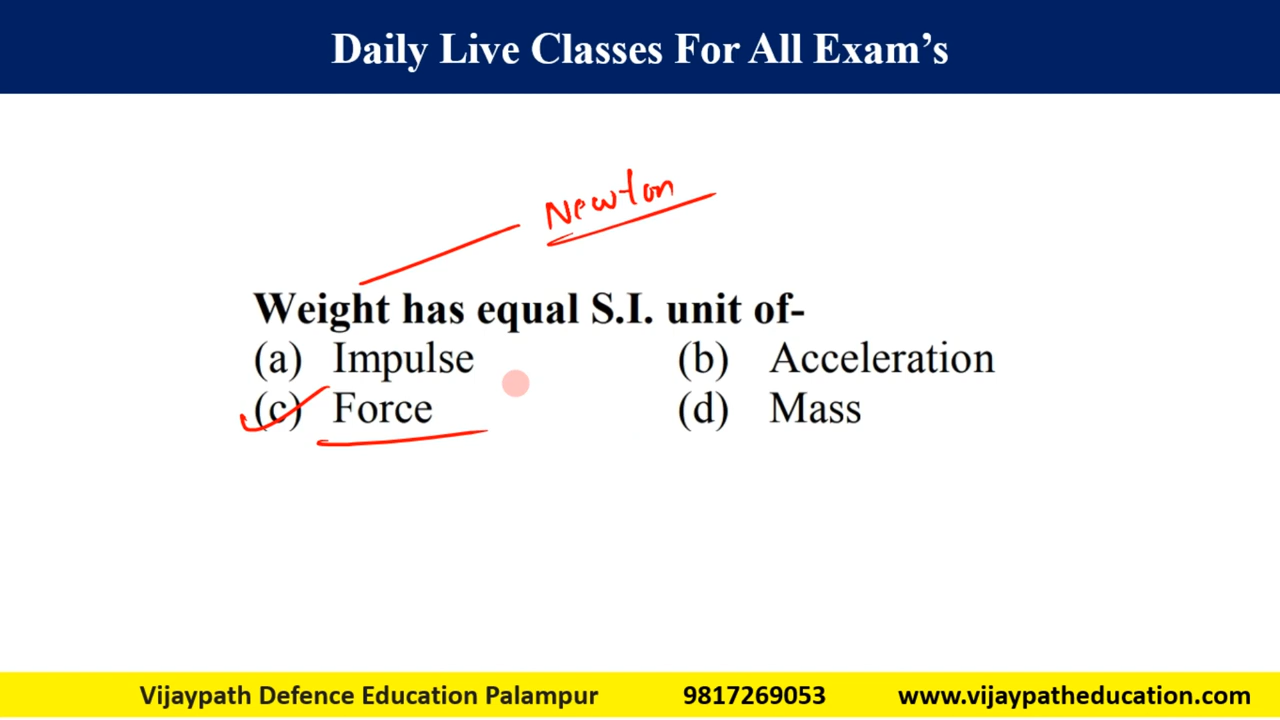 Daily Live Classes For All Exam’s
Newton
Weight has equal S.I. unit of-
(a) Impulse (b) Acceleration
(c) Force (d) Mass
Vijaypath Defence Education Palampur 9817269053 www.vijaypatheducation.com